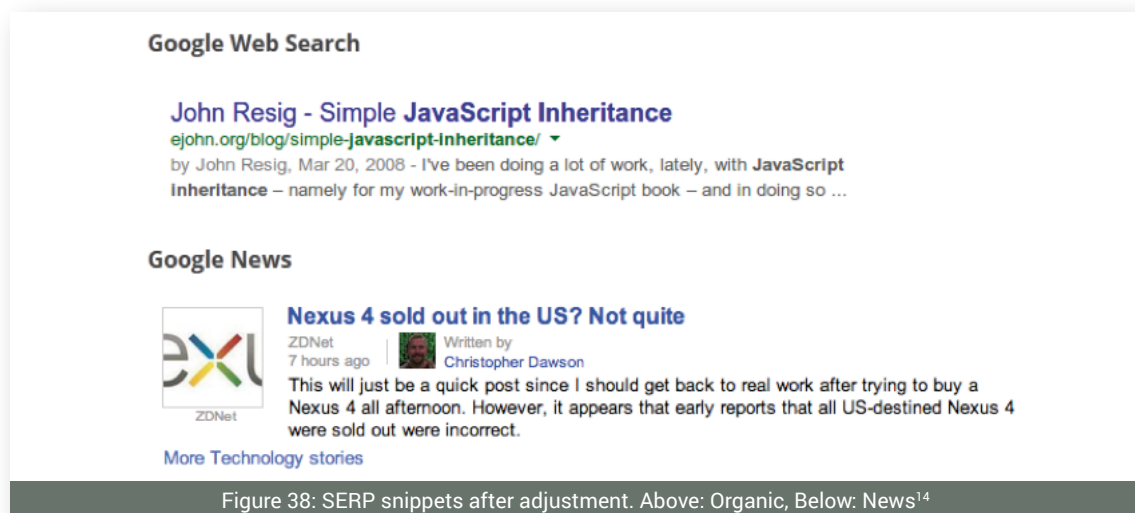 Google Web Search
John Resig - Simple JavaScript Inheritance
ejohn.org/blog/simple-javascript-inheritance/
by John Resig, Mar 20, 2008 - I've been doing a lot of work, lately, with JavaScript
Inheritance – namely for my work-in-progress JavaScript book – and in doing so ...
Google News
Nexus 4 sold out in the US? Not quite
ZDNet
7 hours ago
Written by
Christopher Dawson
This will just be a quick post since I should get back to real work after trying to buy a
Nexus 4 all afternoon. However, it appears that early reports that all US-destined Nexus 4
were sold out were incorrect.
ZDNet
More Technology stories
Figure 38: SERP snippets after adjustment. Above: Organic, Below: News¹⁴